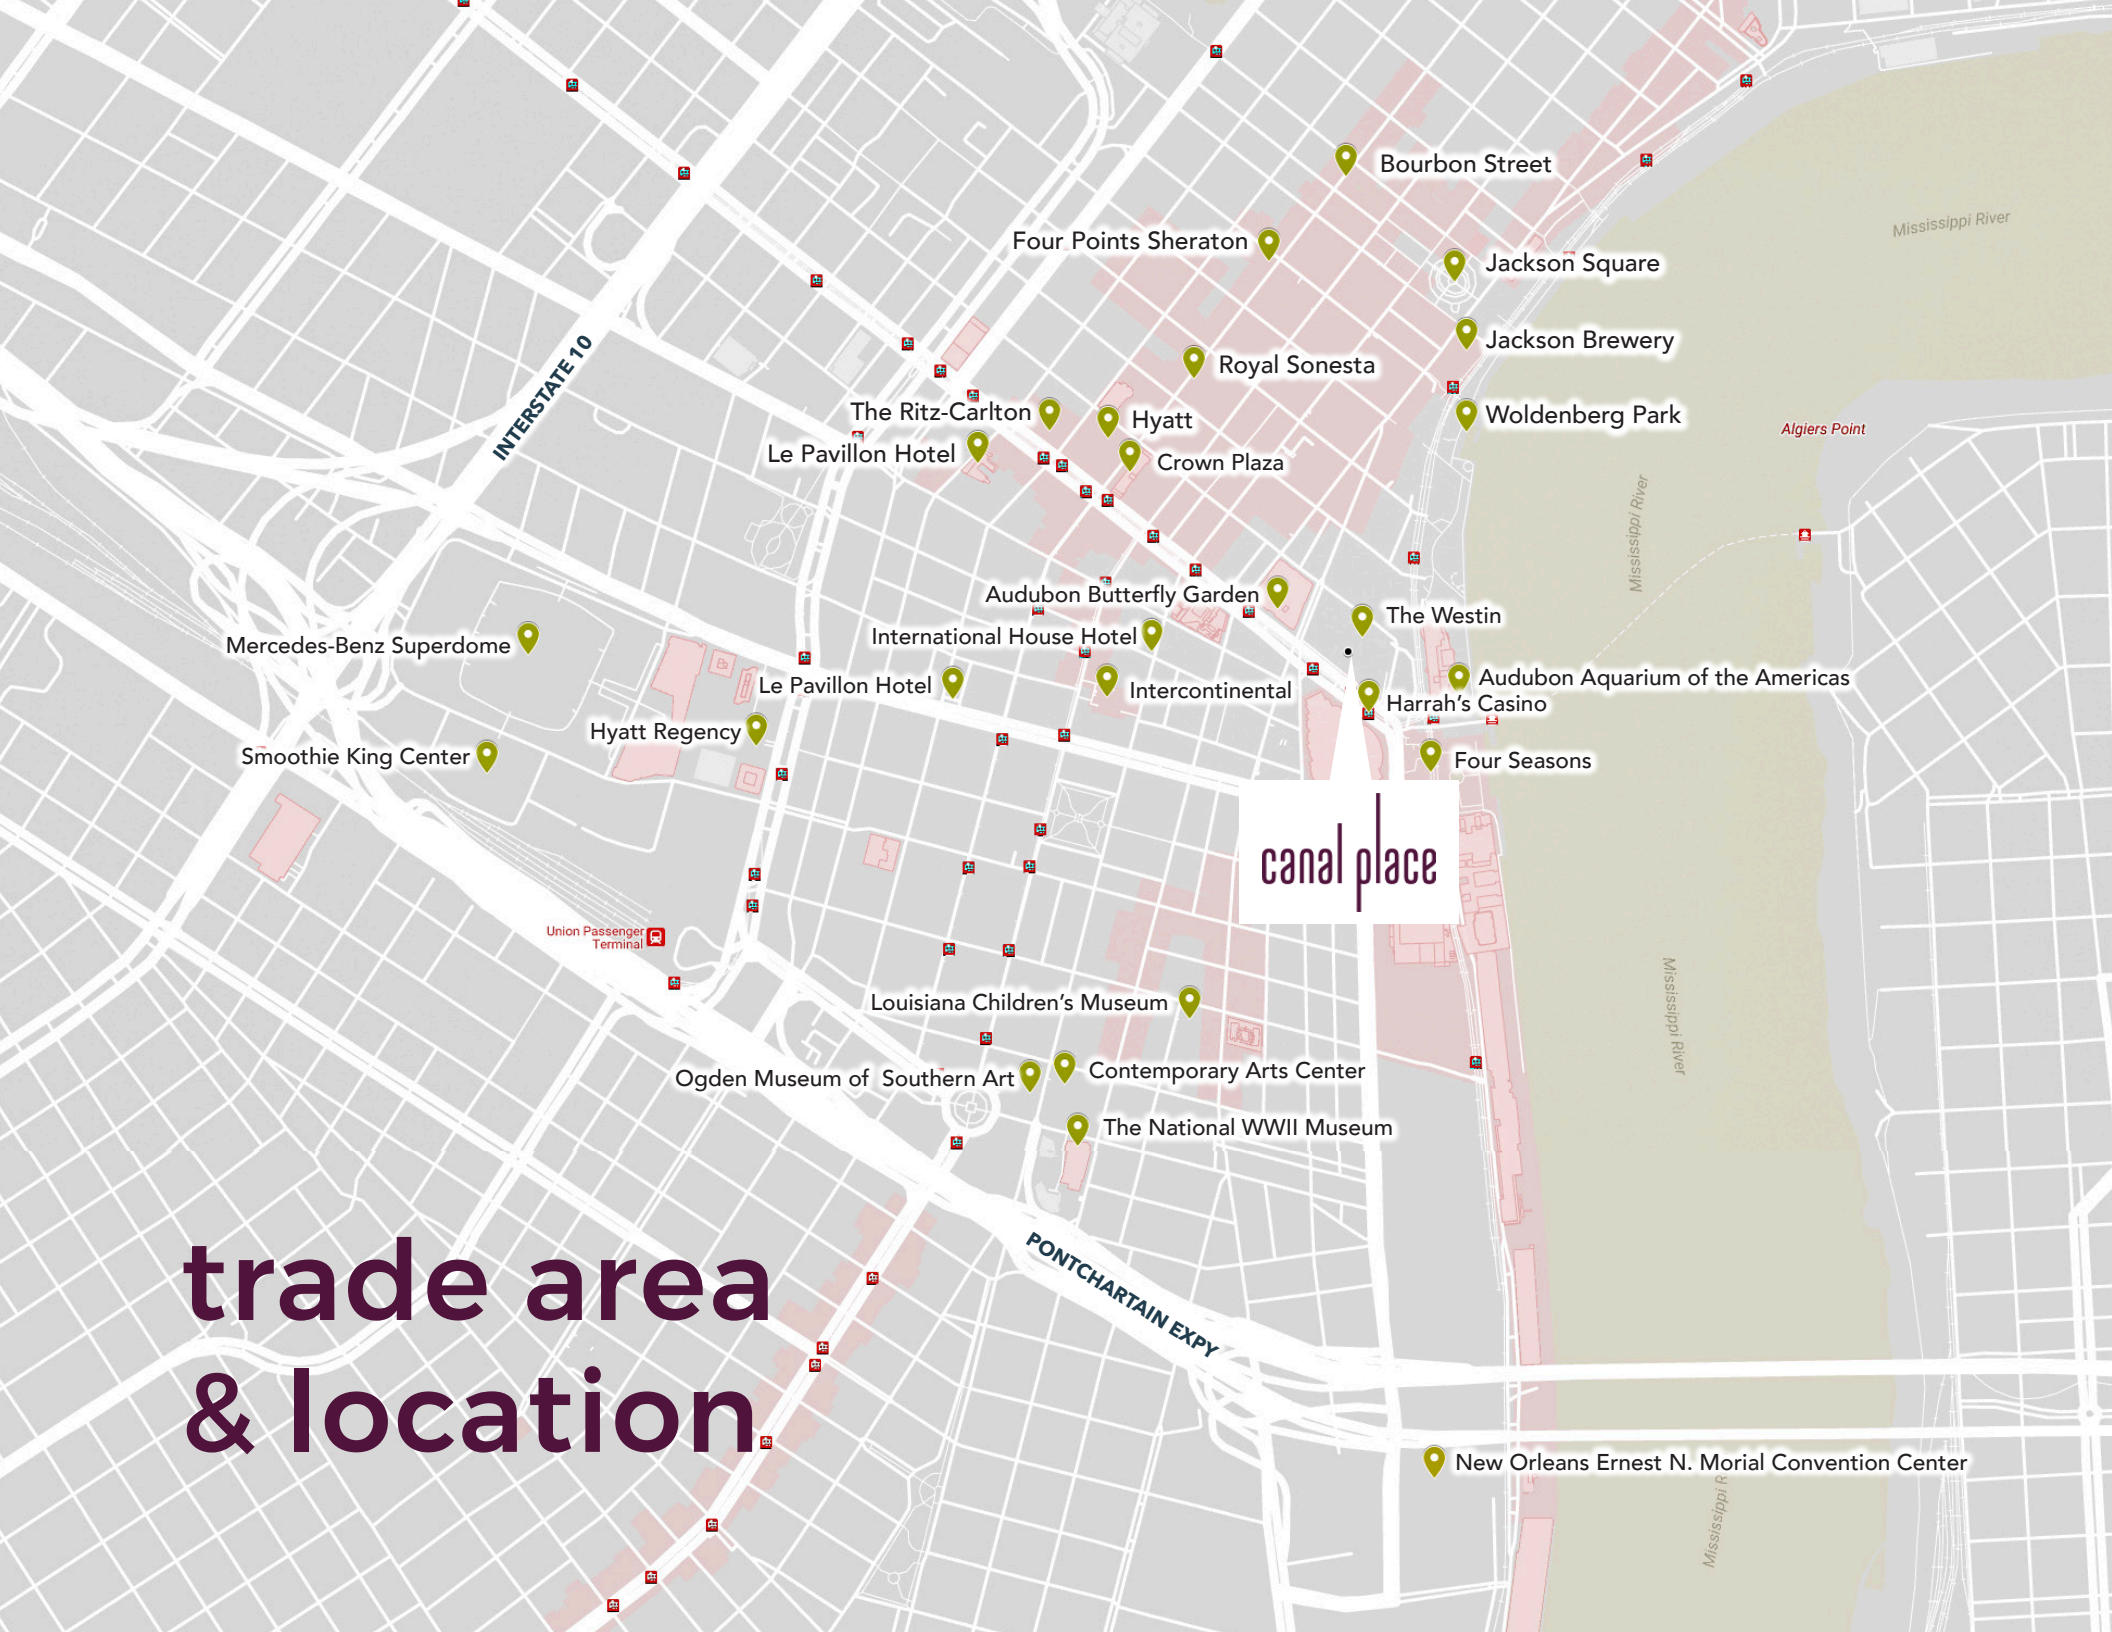 Bourbon Street
Mississippi River
Four Points Sheraton
Jackson Square
INTERSTATE 10
Jackson Brewery
Royal Sonesta
The Ritz-Carlton
Hyatt
Woldenberg Park
Algiers Point
Le Pavillon Hotel
Crown Plaza
Mississippi River
Audubon Butterfly Garden
The Westin
International House Hotel
Mercedes-Benz Superdome
Audubon Aquarium of the Americas
Le Pavillon Hotel
Intercontinental
Harrah's Casino
Hyatt Regency
Smoothie King Center
Four Seasons
canal place
Union Passenger
Terminal
Louisiana Children's Museum
Mississippi River
Ogden Museum of Southern Art
Contemporary Arts Center
The National WWII Museum
PONTCHARTAIN EXPY
trade area
& location
New Orleans Ernest N. Morial Convention Center
Mississippi R